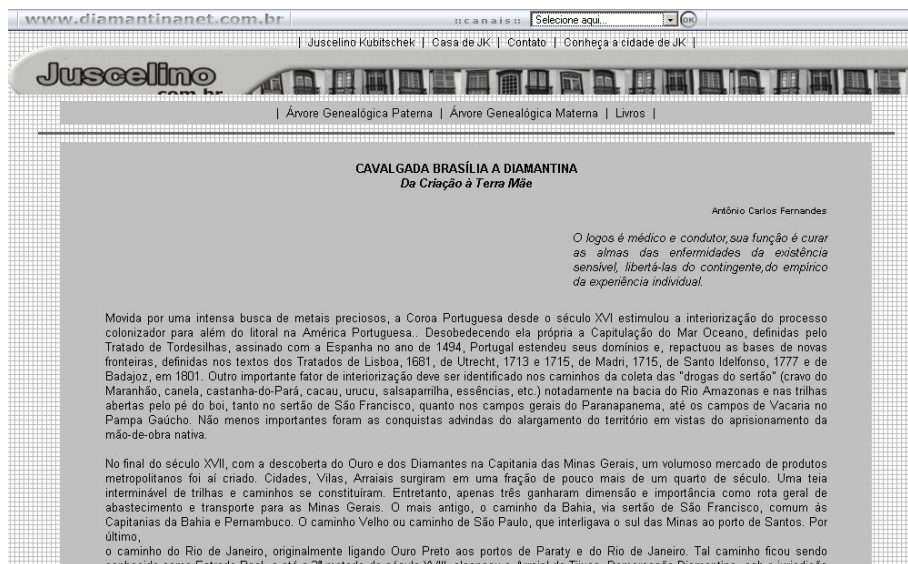 www.diamantinanet.com.br ::canais:: Selecione aqui... OK
| Juscelino Kubitschek | Casa de JK | Contato | Conheça a cidade de JK |
Juscelino
com.br
| Árvore Genealógica Paterna | Árvore Genealógica Materna | Livros |
CAVALGADA BRASÍLIA A DIAMANTINA
Da Criação à Terra Mãe
Antônio Carlos Fernandes
O logos é médico e condutor,sua função é curar
as almas das enfermidades da existência
sensível, libertá-las do contingente,do empírico
da experiência individual.
Movida por uma intensa busca de metais preciosos, a Coroa Portuguesa desde o século XVI estimulou a interiorização do processo
colonizador para além do litoral na América Portuguesa.. Desobedecendo ela própria a Capitulação do Mar Oceano, definidas pelo
Tratado de Tordesilhas, assinado com a Espanha no ano de 1494, Portugal estendeu seus domínios e, repactuou as bases de novas
fronteiras, definidas nos textos dos Tratados de Lisboa, 1681, de Utrecht, 1713 e 1715, de Madri, 1715, de Santo Idelfonso, 1777 e de
Badajoz, em 1801. Outro importante fator de interiorização deve ser identificado nos caminhos da coleta das "drogas do sertão" (cravo do
Maranhão, canela, castanha-do-Pará, cacau, urucu, salsaparrilha, essências, etc.) notadamente na bacia do Rio Amazonas e nas trilhas
abertas pelo pé do boi, tanto no sertão de São Francisco, quanto nos campos gerais do Paranapanema, até os campos de Vacaria no
Pampa Gaúcho. Não menos importantes foram as conquistas advindas do alargamento do território em vistas do aprisionamento da
mão-de-obra nativa.
No final do século XVII, com a descoberta do Ouro e dos Diamantes na Capitania das Minas Gerais, um volumoso mercado de produtos
metropolitanos foi aí criado. Cidades, Vilas, Arraiais surgiram em uma fração de pouco mais de um quarto de século. Uma teia
interminável de trilhas e caminhos se constituíram. Entretanto, apenas três ganharam dimensão e importância como rota geral de
abastecimento e transporte para as Minas Gerais. O mais antigo, o caminho da Bahia, via sertão de São Francisco, comum às
Capitanias da Bahia e Pernambuco. O caminho Velho ou caminho de São Paulo, que interligava o sul das Minas ao porto de Santos. Por
último,
o caminho do Rio de Janeiro, originalmente ligando Ouro Preto aos portos de Paraty e do Rio de Janeiro. Tal caminho ficou sendo